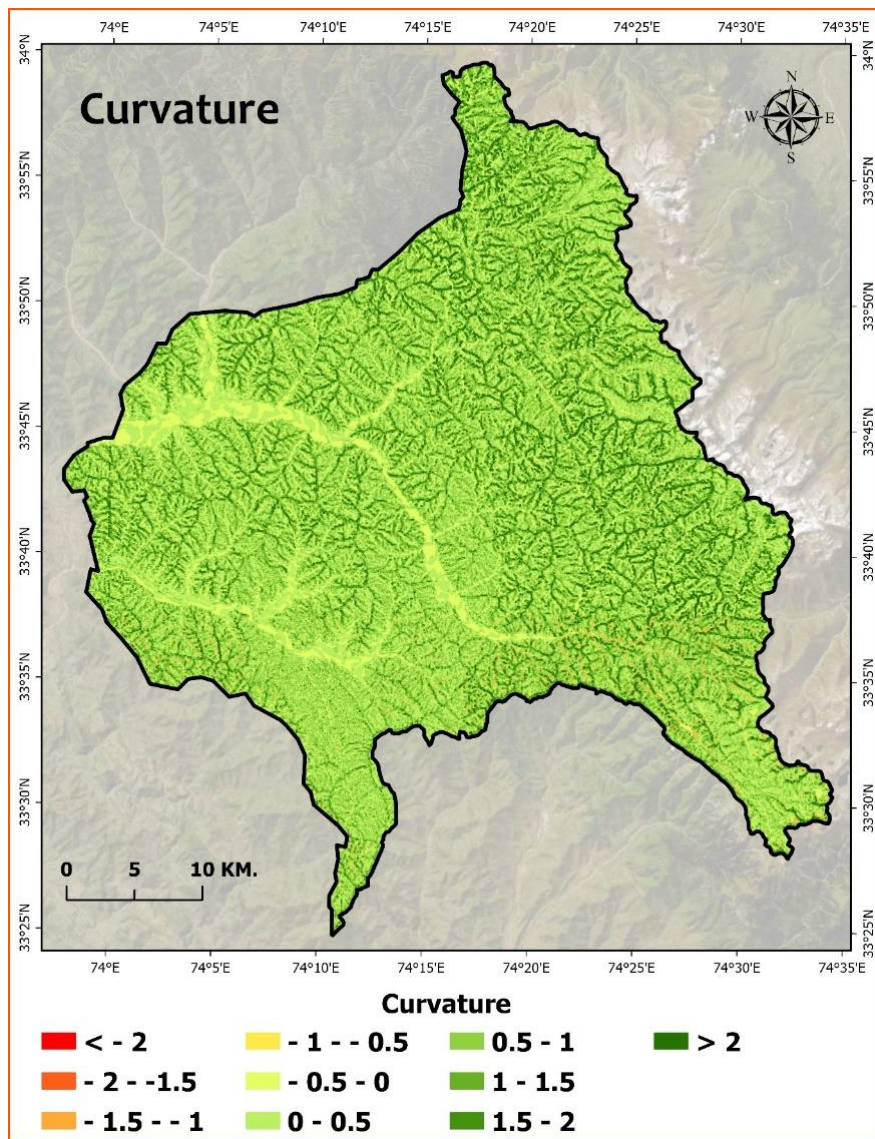 74°0'E 74°5'E 74°10'E 74°15'E 74°20'E 74°25'E 74°30'E 74°35'E
Curvature
N
W E
S
34°N 34°N
33°55'N 33°55'N
33°50'N 33°50'N
33°45'N 33°45'N
33°40'N 33°40'N
33°35'N 33°35'N
33°30'N 33°30'N
0 5 10 KM.
33°25'N 33°25'N
74°E 74°5'E 74°10'E 74°15'E 74°20'E 74°25'E 74°30'E 74°35'E
Curvature
< - 2 - 1 - - 0.5 0.5 - 1 > 2
- 2 - -1.5 - 0.5 - 0 1 - 1.5
- 1.5 - - 1 0 - 0.5 1.5 - 2